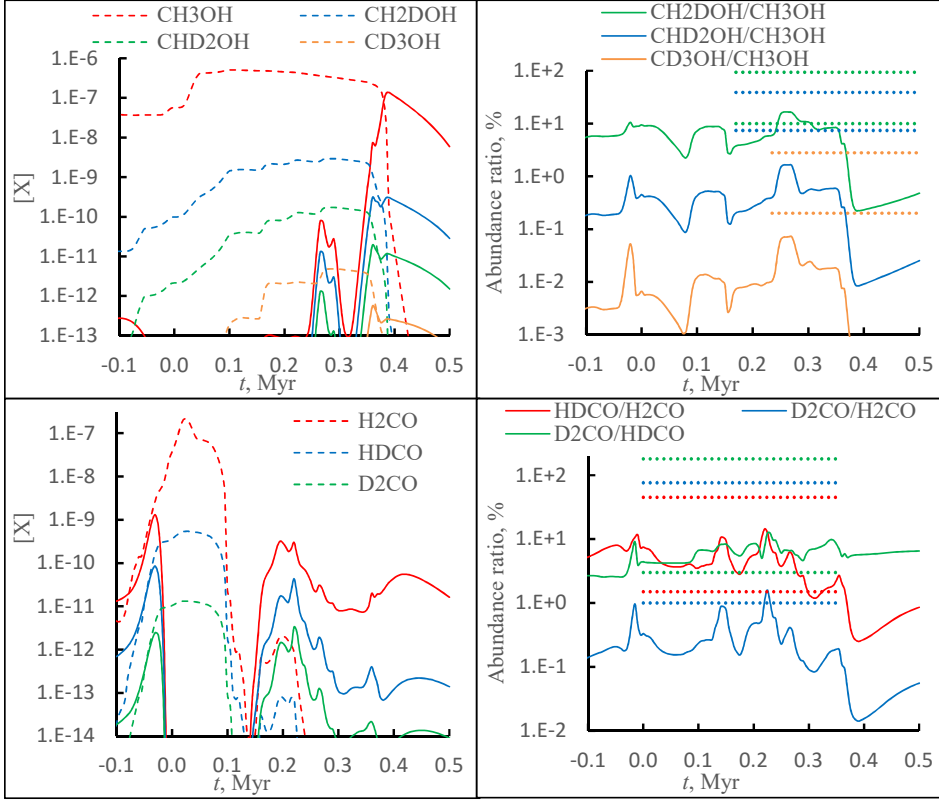 CH3OH CH2DOH
CHD2OH CD3OH
1.E-6
1.E-7
1.E-8
1.E-9
1.E-10
1.E-11
1.E-12
1.E-13
[X]
-0.1 0.0 0.1 0.2 0.3 0.4 0.5
t, Myr
CH2DOH/CH3OH
CHD2OH/CH3OH
CD3OH/CH3OH
1.E+2
1.E+1
1.E+0
1.E-1
1.E-2
1.E-3
Abundance ratio, %
-0.1 0.0 0.1 0.2 0.3 0.4 0.5
t, Myr
H2CO
HDCO
D2CO
1.E-7
1.E-8
1.E-9
1.E-10
1.E-11
1.E-12
1.E-13
1.E-14
[X]
-0.1 0.0 0.1 0.2 0.3 0.4 0.5
t, Myr
HDCO/H2CO D2CO/H2CO
D2CO/HDCO
1.E+2
1.E+1
1.E+0
1.E-1
1.E-2
Abundance ratio, %
-0.1 0.0 0.1 0.2 0.3 0.4 0.5
t, Myr